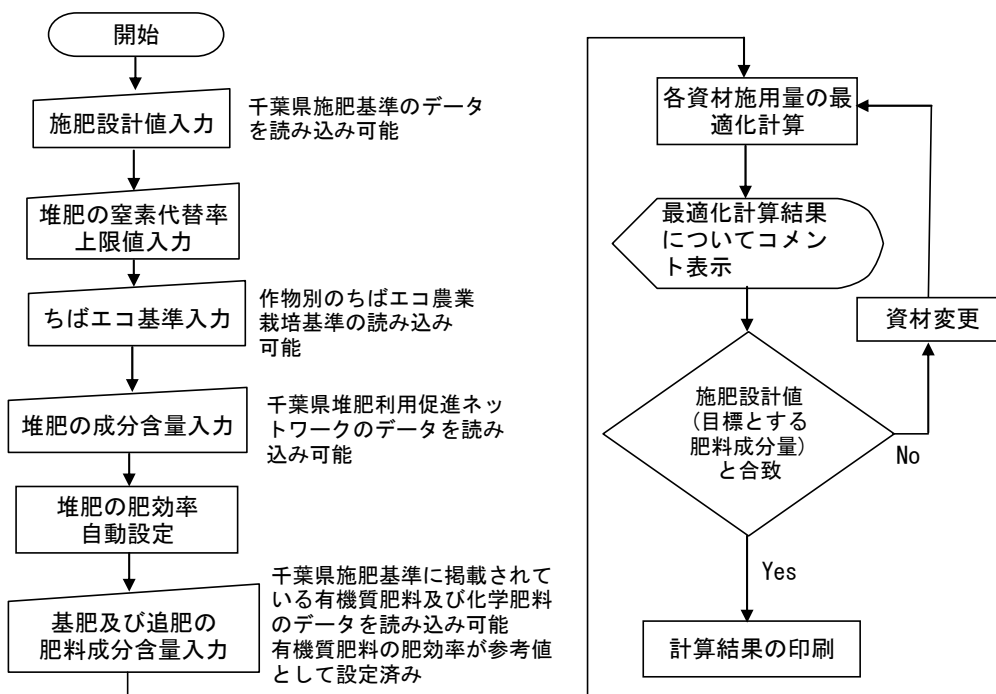 開始
施肥設計値入力
千葉県施肥基準のデータ
を読み込み可能
堆肥の窒素代替率
上限値入力
ちばエコ基準入力
作物別のちばエコ農業
栽培基準の読み込み
可能
堆肥の成分含量入力
千葉県堆肥利用促進ネッ
トワークのデータを読み
込み可能
堆肥の肥効率
自動設定
基肥及び追肥の
肥料成分含量入力
千葉県施肥基準に掲載されて
いる有機質肥料及び化学肥料
のデータを読み込み可能
有機質肥料の肥効率が参考値
として設定済み
各資材施用量の最
適化計算
最適化計算結果
についてコメン
ト表示
資材変更
施肥設計値
(目標とする
肥料成分量)
と合致
No
Yes
計算結果の印刷